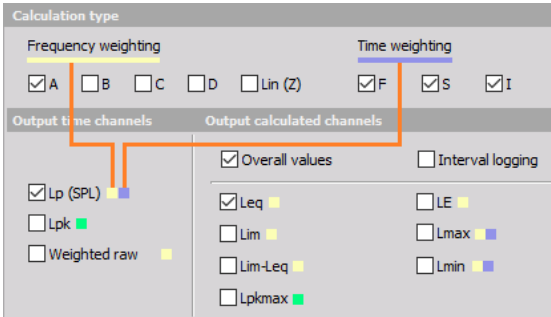 Calculation type
Frequency weighting Time weighting
A B C D Lin (Z) F S I
Output time channels Output calculated channels
Overall values Interval logging
Lp (SPL) Leq LE
Lpk Lim Lmax
Weighted raw Lim-Leq Lmin
Lpkmax